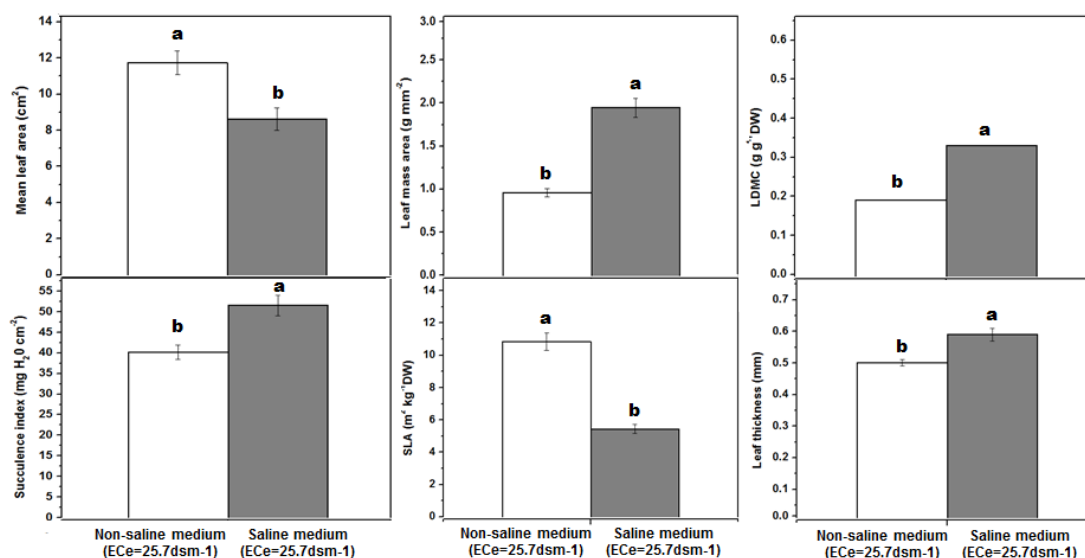 14
12
10
8
6
4
2
0
Mean leaf area (cm²)
a
b
3.0
2.5
2.0
1.5
1.0
0.5
0.0
Leaf mass area (g mm⁻²)
b
a
0.6
0.5
0.4
0.3
0.2
0.1
0.0
LDMC (g g⁻¹ DW)
b
a
55
50
45
40
35
30
25
20
15
10
5
0
Succulence index (mg H₂0 cm⁻²)
b
a
14
12
10
8
6
4
2
0
SLA (m² kg⁻¹DW)
a
b
0.7
0.6
0.5
0.4
0.3
0.2
0.1
0.0
Leaf thickness (mm)
b
a
Non-saline medium
(ECe=25.7dsm-1)
Saline medium
(ECe=25.7dsm-1)
Non-saline medium
(ECe=25.7dsm-1)
Saline medium
(ECe=25.7dsm-1)
Non-saline medium
(ECe=25.7dsm-1)
Saline medium
(ECe=25.7dsm-1)